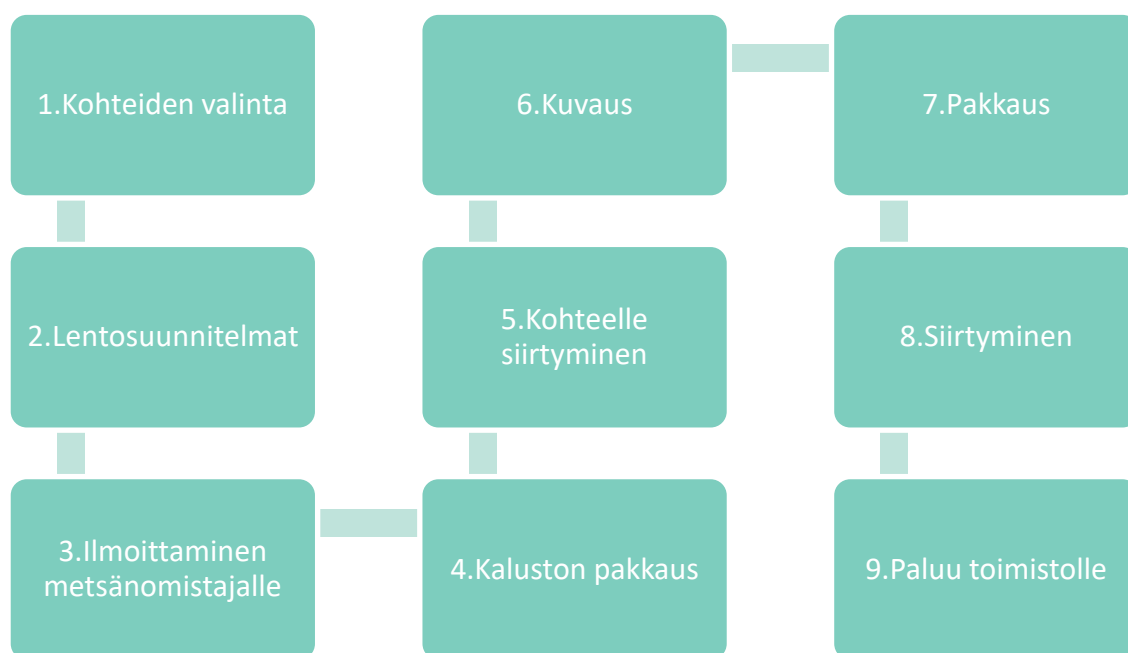 1.Kohteiden valinta
2.Lentosuunnitelmat
3.Ilmoittaminen
metsänomistajalle
4.Kaluston pakkaus
5.Kohteelle
siirtyminen
6.Kuvaus
7.Pakkaus
8.Siirtyminen
9.Paluu toimistolle